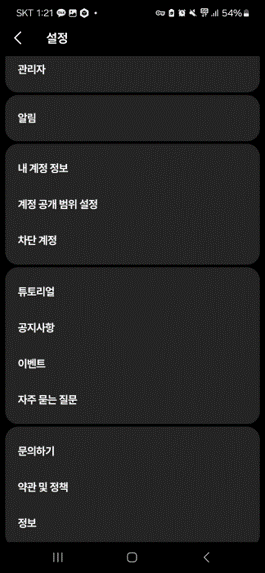 SKT 1:21
54%
설정
관리자
알림
내 계정 정보
계정 공개 범위 설정
차단 계정
튜토리얼
공지사항
이벤트
자주 묻는 질문
문의하기
약관 및 정책
정보